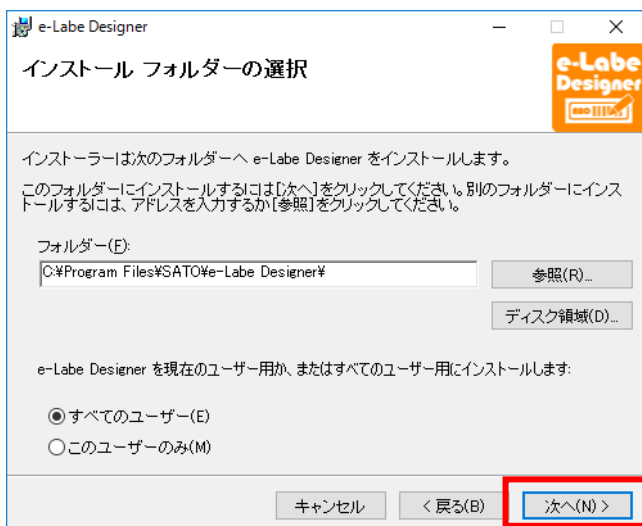 e-Labe Designer
インストール フォルダーの選択
e-Labe
Designer
ABC
インストーラーは次のフォルダーへ e-Labe Designer をインストールします。
このフォルダーにインストールするには[次へ]をクリックしてください。別のフォルダーにインス
トールするには、アドレスを入力するか[参照]をクリックしてください。
フォルダー(F):
C:¥Program Files¥SATO¥e-Labe Designer¥
参照(R)...
ディスク領域(D)...
e-Labe Designer を現在のユーザー用か、またはすべてのユーザー用にインストールします:
すべてのユーザー(E)
このユーザーのみ(M)
キャンセル
< 戻る(B)
次へ(N) >